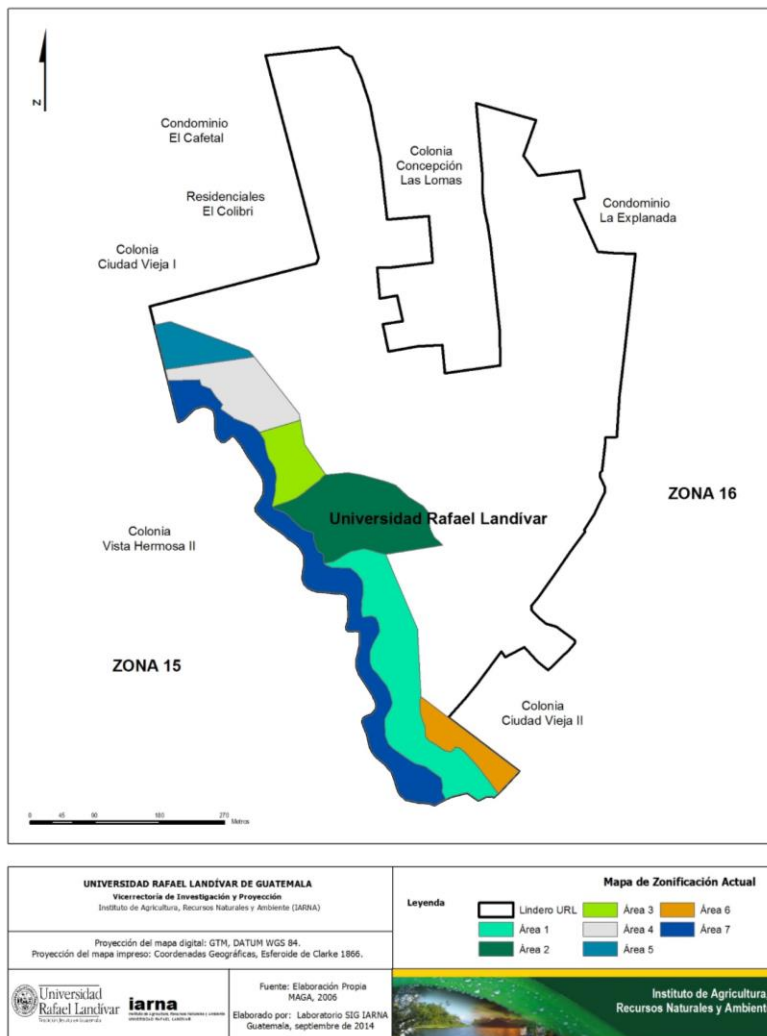 Z
Condominio
El Cafetal
Colonia
Concepción
Las Lomas
Residenciales
El Colibri
Condominio
La Explanada
Colonia
Ciudad Vieja I
ZONA 16
Universidad Rafael Landívar
Colonia
Vista Hermosa II
ZONA 15
Colonia
Ciudad Vieja II
0 45 90 180 270
Metros
UNIVERSIDAD RAFAEL LANDÍVAR DE GUATEMALA
Vicerrectoría de Investigación y Proyección
Instituto de Agricultura, Recursos Naturales y Ambiente (IARNA)
Proyección del mapa digital: GTM, DATUM WGS 84.
Proyección del mapa impreso: Coordenadas Geográficas, Esferoide de Clarke 1866.
Mapa de Zonificación Actual
Leyenda
Lindero URL
Área 1
Área 2
Área 3
Área 4
Área 5
Área 6
Área 7
Universidad
Rafael Landívar
iarna
Fuente: Elaboración Propia
MAGA, 2006
Elaborado por: Laboratorio SIG IARNA
Guatemala, septiembre de 2014
Instituto de Agricultura,
Recursos Naturales y Ambiente